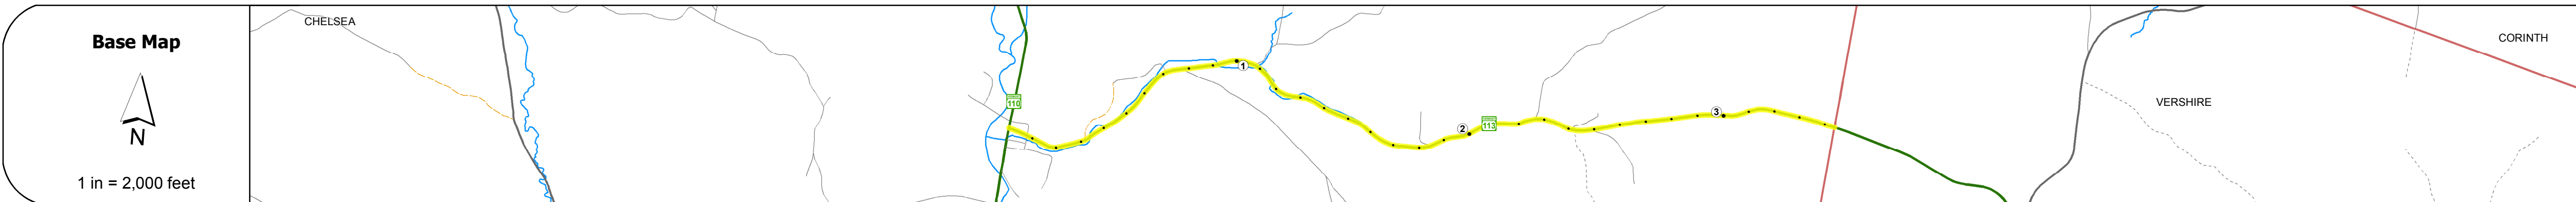 Base Map
N
1 in = 2,000 feet
CHELSEA
110
1
2
113
3
VERSHIRE
CORINTH